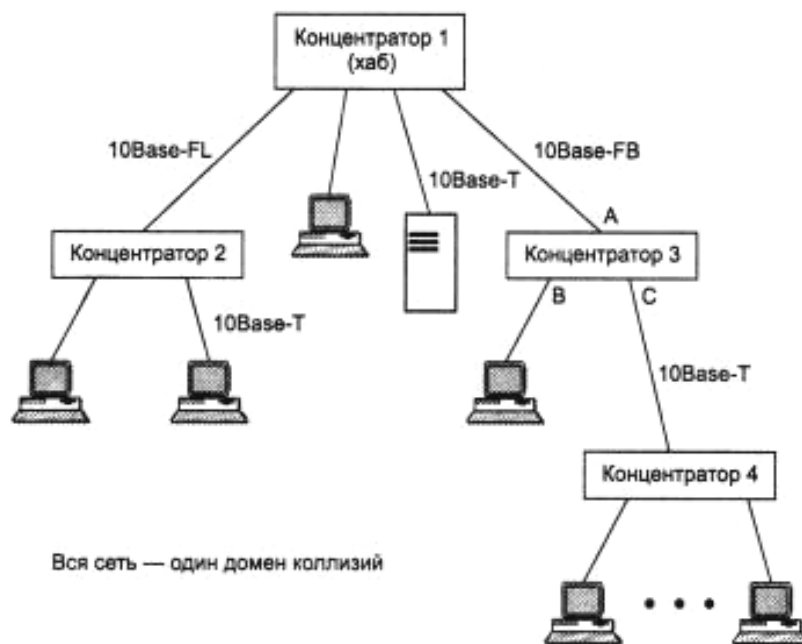 Концентратор 1
(хаб)
10Base-FL
10Base-FB
10Base-T
A
Концентратор 2
Концентратор 3
B
C
10Base-T
10Base-T
Концентратор 4
Вся сеть — один домен коллизий